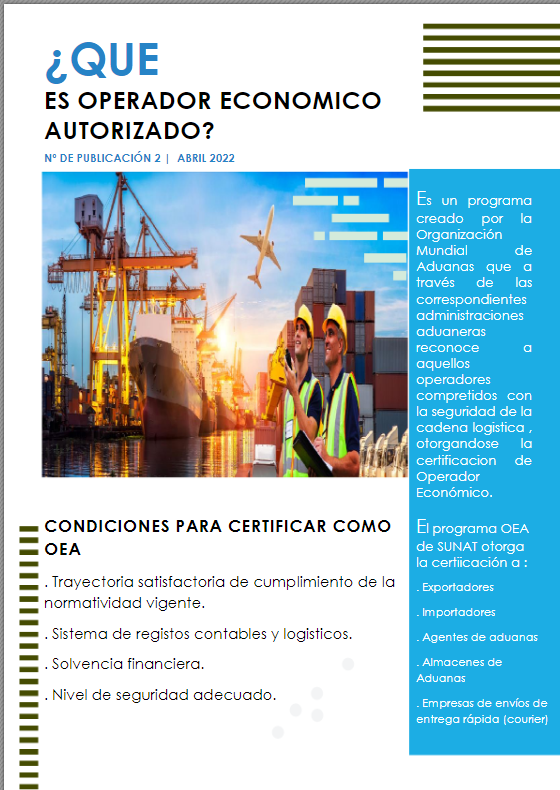 ¿QUE
ES OPERADOR ECONOMICO
AUTORIZADO?
Nº DE PUBLICACIÓN 2 | ABRIL 2022
Es un programa
creado por la
Organización
Mundial de
Aduanas que a
través de las
correspondientes
administraciones
aduaneras
reconoce a
aquellos
operadores
compretidos con
la seguridad de la
cadena logistica ,
otorgandose la
certificacion de
Operador
Económico.
El programa OEA
de SUNAT otorga
la certiicación a :
. Exportadores
. Importadores
. Agentes de aduanas
. Almacenes de
Aduanas
. Empresas de envíos de
entrega rápida (courier)
CONDICIONES PARA CERTIFICAR COMO
OEA
. Trayectoria satisfactoria de cumplimiento de la
normatividad vigente.
. Sistema de registos contables y logisticos.
. Solvencia financiera.
. Nivel de seguridad adecuado.